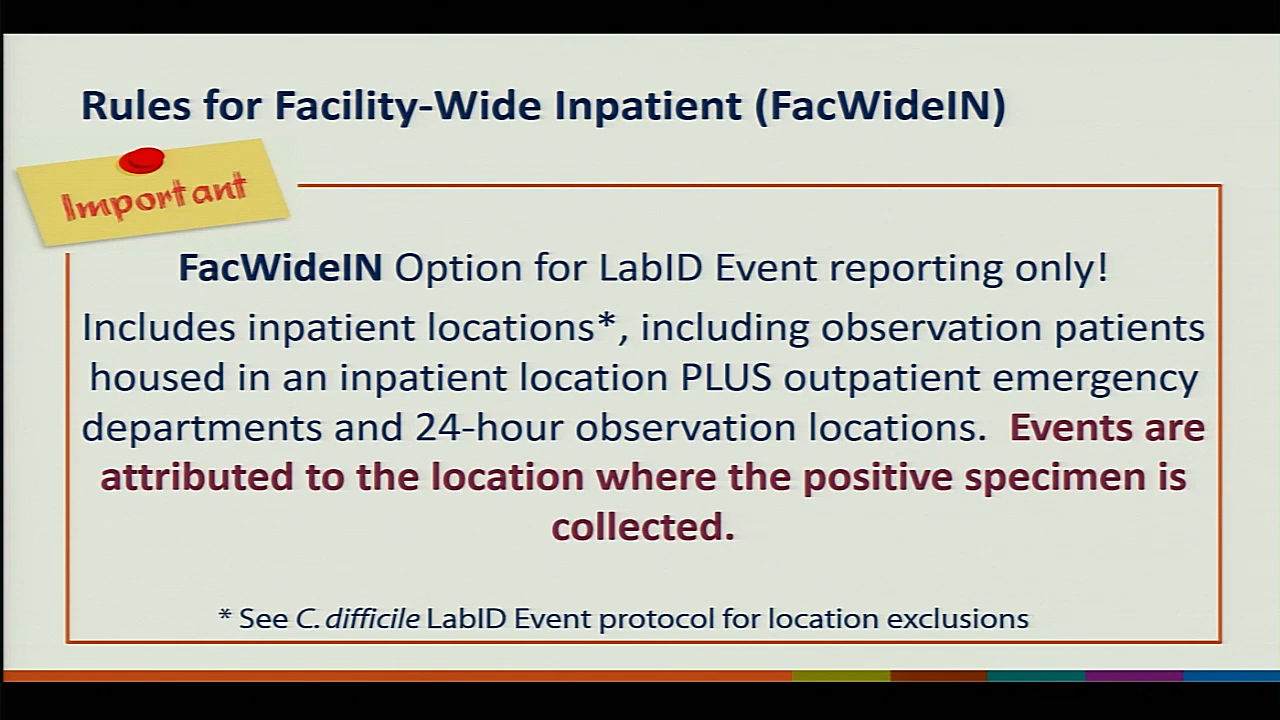 Rules for Facility-Wide Inpatient (FacWideIN)
Important
FacWideIN Option for LabID Event reporting only!
Includes inpatient locations*, including observation patients
housed in an inpatient location PLUS outpatient emergency
departments and 24-hour observation locations. Events are
attributed to the location where the positive specimen is
collected.
* See C. difficile LabID Event protocol for location exclusions